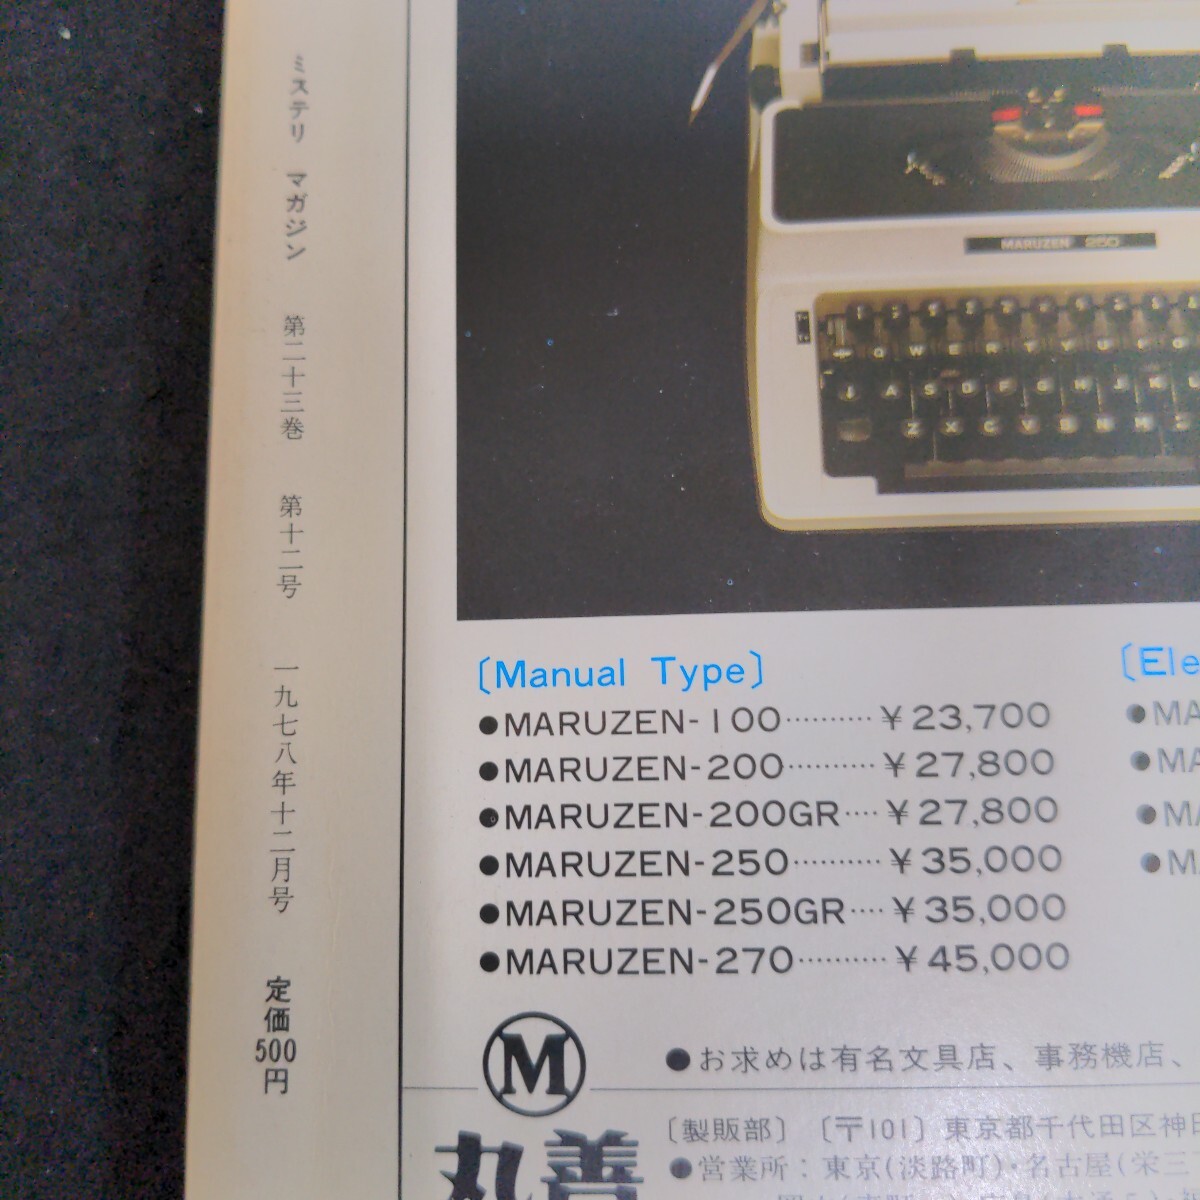 ミステリ マガジン 第二十三巻 第十二号 一九七八年十二月号 定価500円
MARUZEN 250
Q W E R T Y U
A S D F G H J K
Z X C V B N M
〔Manual Type〕
●MARUZEN-100‥‥‥‥‥￥23,700
●MARUZEN-200‥‥‥‥‥￥27,800
●MARUZEN-200GR‥‥￥27,800
●MARUZEN-250‥‥‥‥‥￥35,000
●MARUZEN-250GR‥‥￥35,000
●MARUZEN-270‥‥‥‥‥￥45,000
〔Ele
●MA
●MA
●MA
●MA
M
●お求めは有名文具店、事務機店、
丸善
〔製販部〕〔〒101〕東京都千代田区神田
●営業所：東京(淡路町)・名古屋(栄三